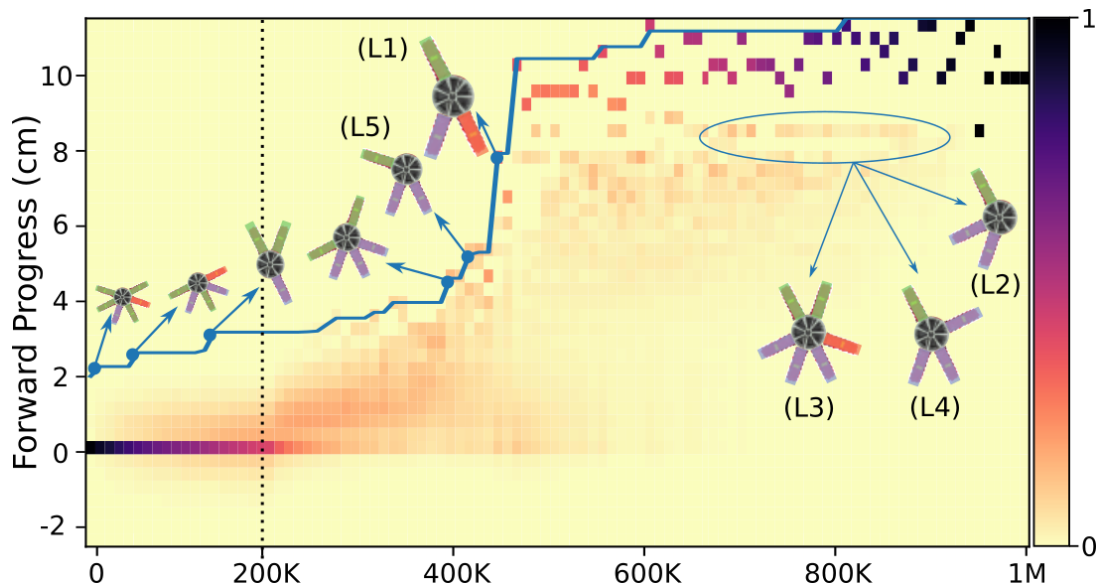 Forward Progress (cm)
10
8
6
4
2
0
-2
(L1)
(L5)
(L2)
(L3)
(L4)
0
200K
400K
600K
800K
1M
1
0